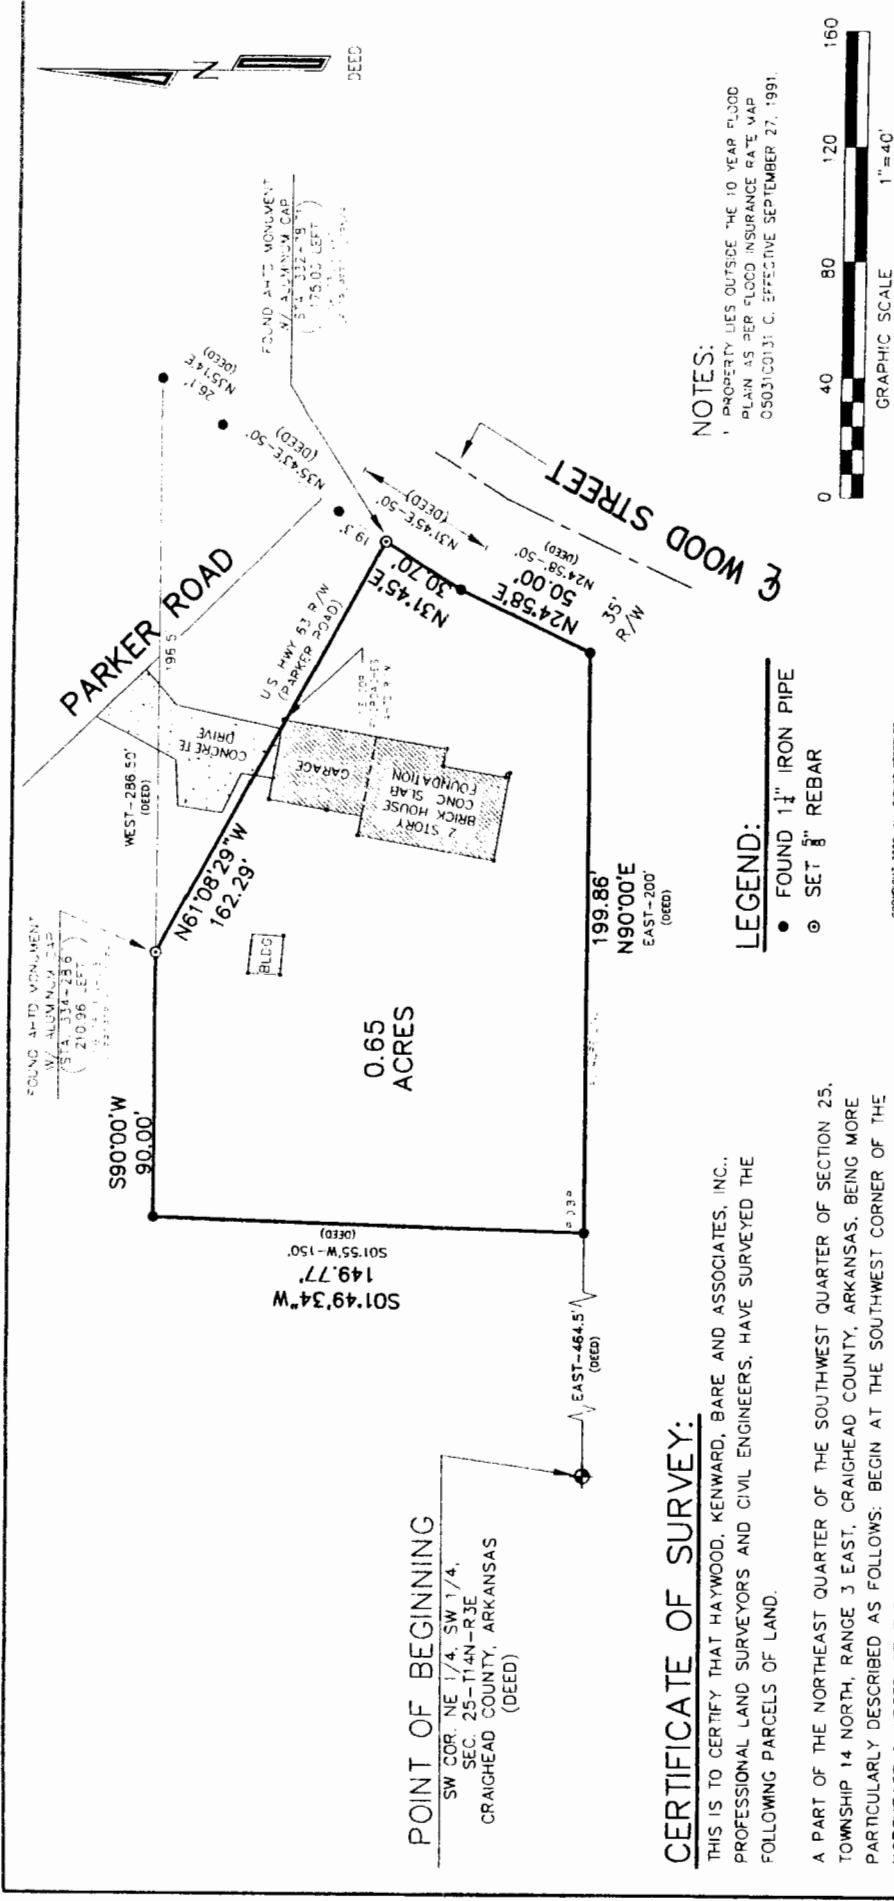 DEED
N
FOUND AHTD MONUMENT
W/ ALUMINUM CAP
175.00 LEFT
N35°14'E
26.1'
(DEED)
N35°43'E-50'
(DEED)
19.3'
N31°45'E-50'
(DEED)
PARKER ROAD
196.5
WEST-286.50'
(DEED)
U.S. HWY 63 R/W
(PARKER ROAD)
CONCRETE
DRIVE
GARAGE
2 STORY
BRICK HOUSE
CONC SLAB
FOUNDATION
N61°08'29"W
162.29'
N31°45'E
30.70'
N24°58'E
50.00'
N24°58'-50'
(DEED)
35'
R/W
℄ WOOD STREET
FOUND AHTD MONUMENT
W/ ALUMINUM CAP
210.96 LEFT
BLDG
S90°00'W
90.00'
0.65
ACRES
S01°49'34"W
149.77'
S01°55'W-150'
(DEED)
199.86'
N90°00'E
EAST-200'
(DEED)
EAST-464.5'
(DEED)
POINT OF BEGINNING
SW COR. NE 1/4, SW 1/4,
SEC. 25-T14N-R3E
CRAIGHEAD COUNTY, ARKANSAS
(DEED)
NOTES:
1 PROPERTY LIES OUTSIDE THE 10 YEAR FLOOD
PLAIN AS PER FLOOD INSURANCE RATE MAP
05031C0131 C, EFFECTIVE SEPTEMBER 27, 1991.
0 40 80 120 160
GRAPHIC SCALE 1"=40'
LEGEND:
● FOUND 1 1/4" IRON PIPE
⊙ SET 5/8" REBAR
CERTIFICATE OF SURVEY:
THIS IS TO CERTIFY THAT HAYWOOD, KENWARD, BARE AND ASSOCIATES, INC.,
PROFESSIONAL LAND SURVEYORS AND CIVIL ENGINEERS, HAVE SURVEYED THE
FOLLOWING PARCELS OF LAND.
A PART OF THE NORTHEAST QUARTER OF THE SOUTHWEST QUARTER OF SECTION 25,
TOWNSHIP 14 NORTH, RANGE 3 EAST, CRAIGHEAD COUNTY, ARKANSAS, BEING MORE
PARTICULARLY DESCRIBED AS FOLLOWS: BEGIN AT THE SOUTHWEST CORNER OF THE